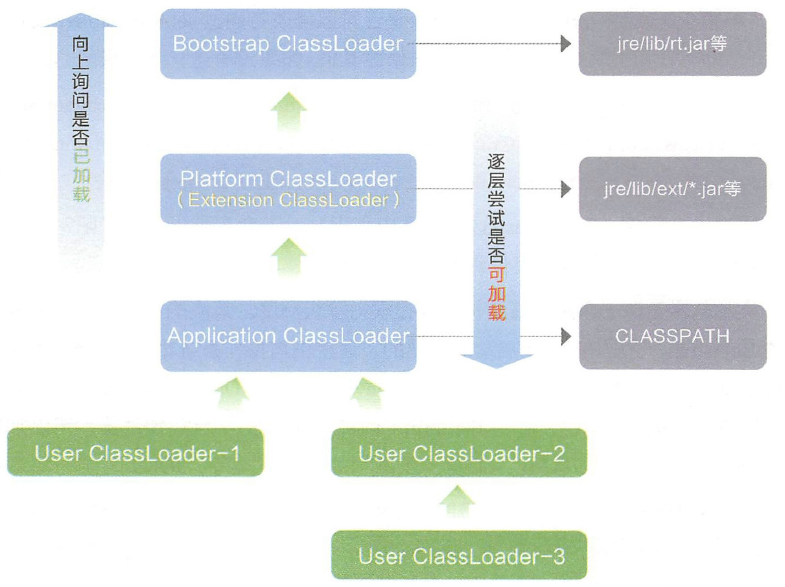 向上询问是否已加载
Bootstrap ClassLoader
jre/lib/rt.jar等
Platform ClassLoader
（Extension ClassLoader）
逐层尝试是否可加载
jre/lib/ext/*.jar等
Application ClassLoader
CLASSPATH
User ClassLoader-1
User ClassLoader-2
User ClassLoader-3